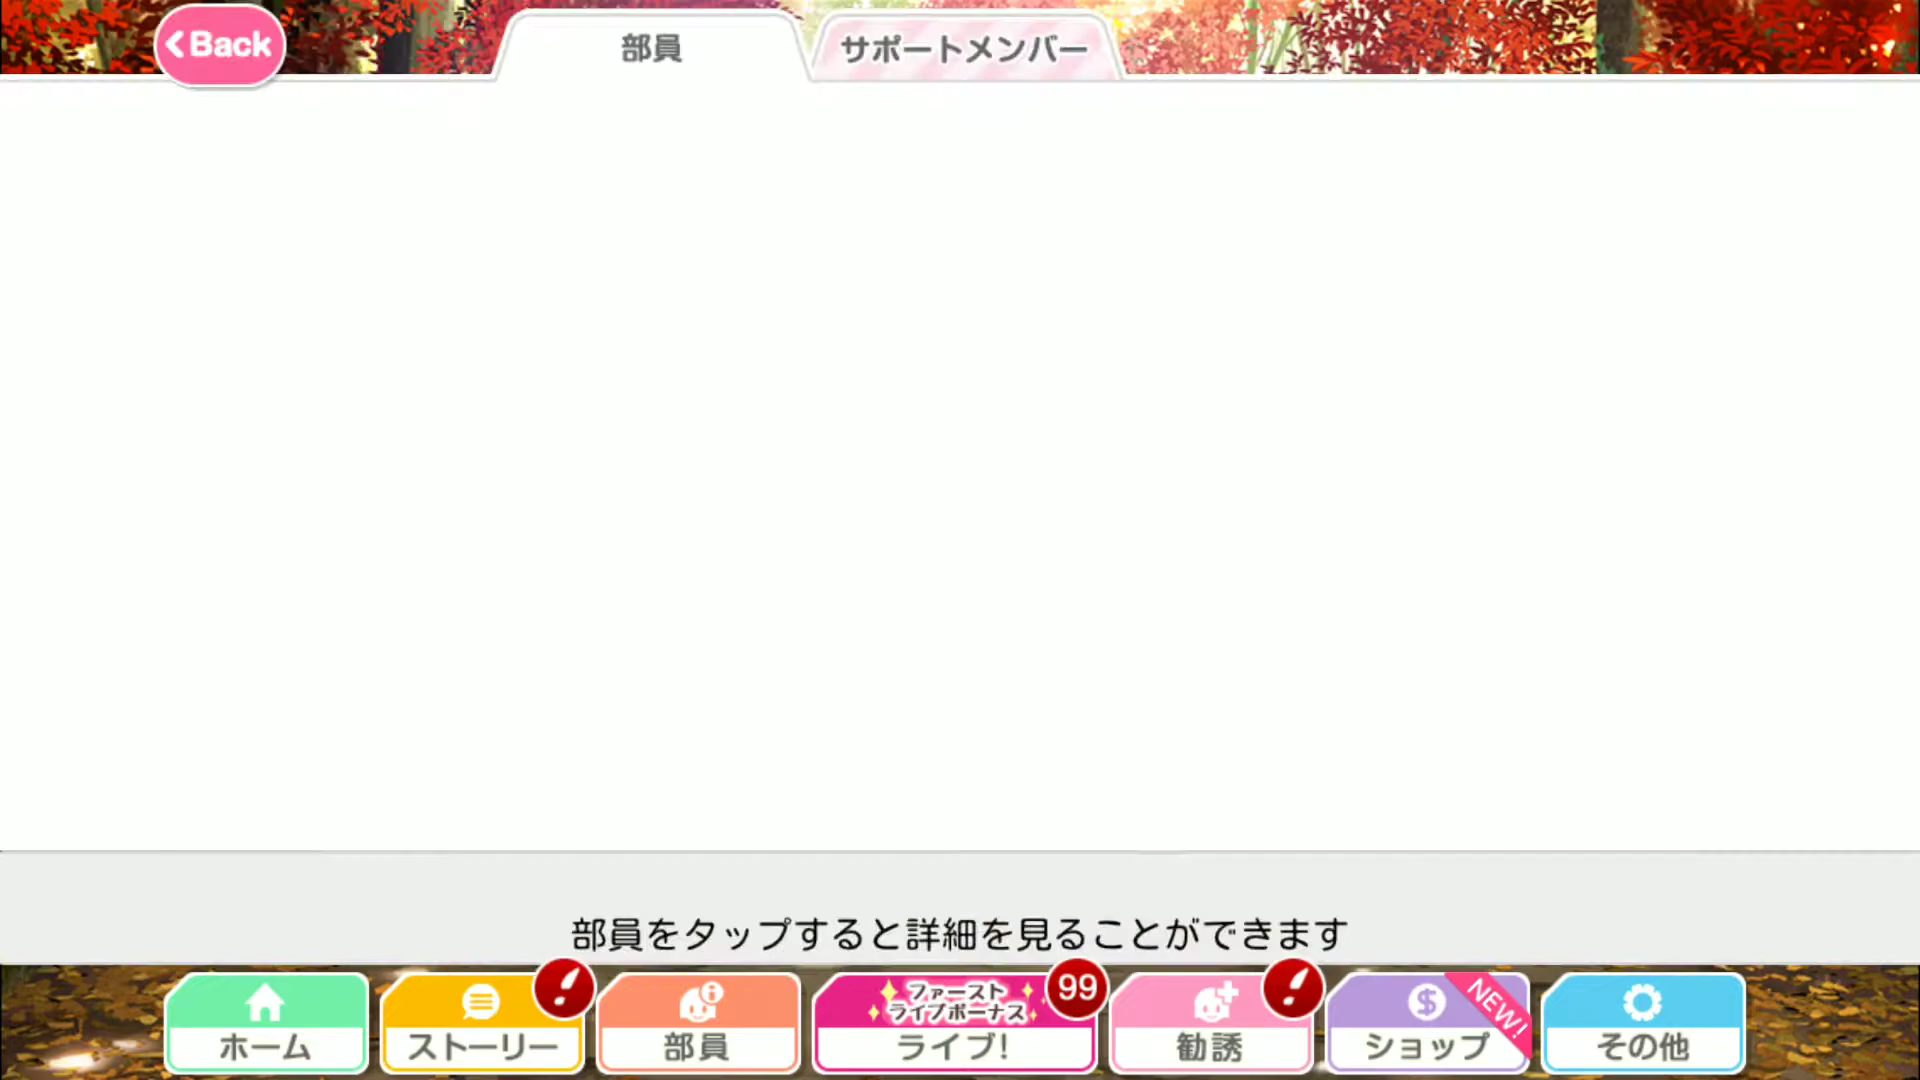 Back
部員
サポートメンバー
部員をタップすると詳細を見ることができます
ホーム
ストーリー
部員
ファースト
ライブボーナス
99
ライブ!
勧誘
ショップ
NEW!
その他